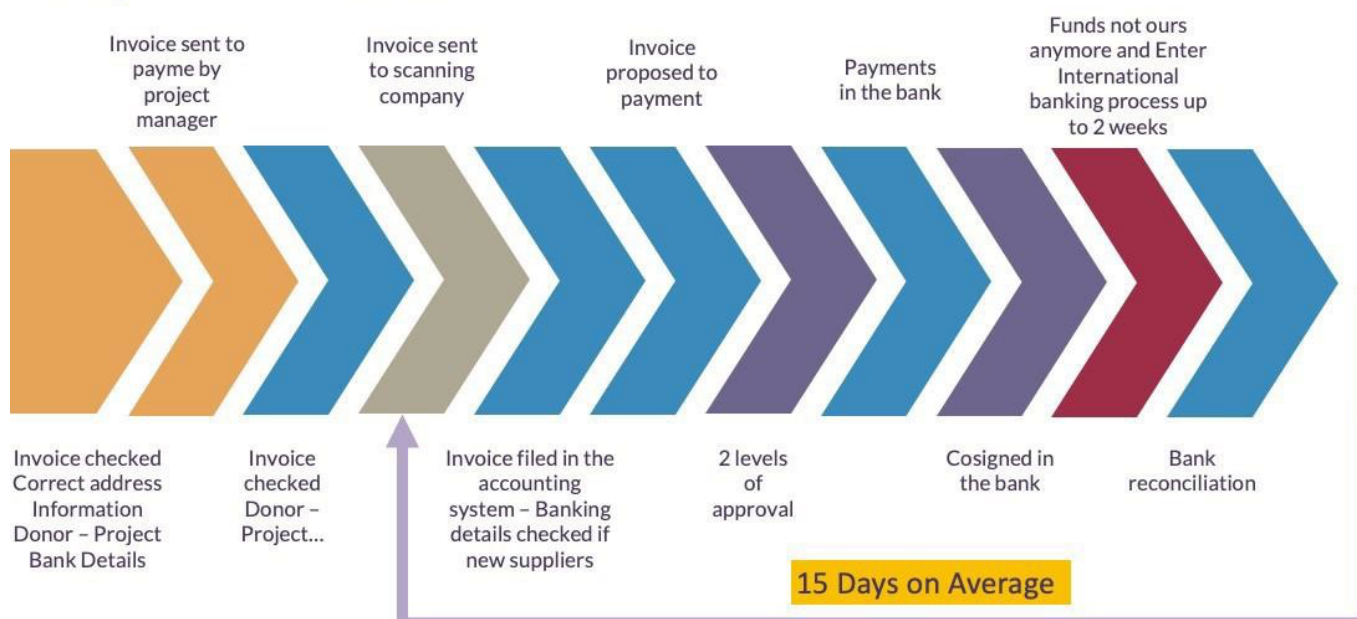 Invoice sent to
payme by
project
manager
Invoice sent
to scanning
company
Invoice
proposed to
payment
Payments
in the bank
Funds not ours
anymore and Enter
International
banking process up
to 2 weeks
Invoice checked
Correct address
Information
Donor – Project
Bank Details
Invoice
checked
Donor –
Project...
Invoice filed in the
accounting
system – Banking
details checked if
new suppliers
2 levels
of
approval
Cosigned in
the bank
Bank
reconciliation
15 Days on Average